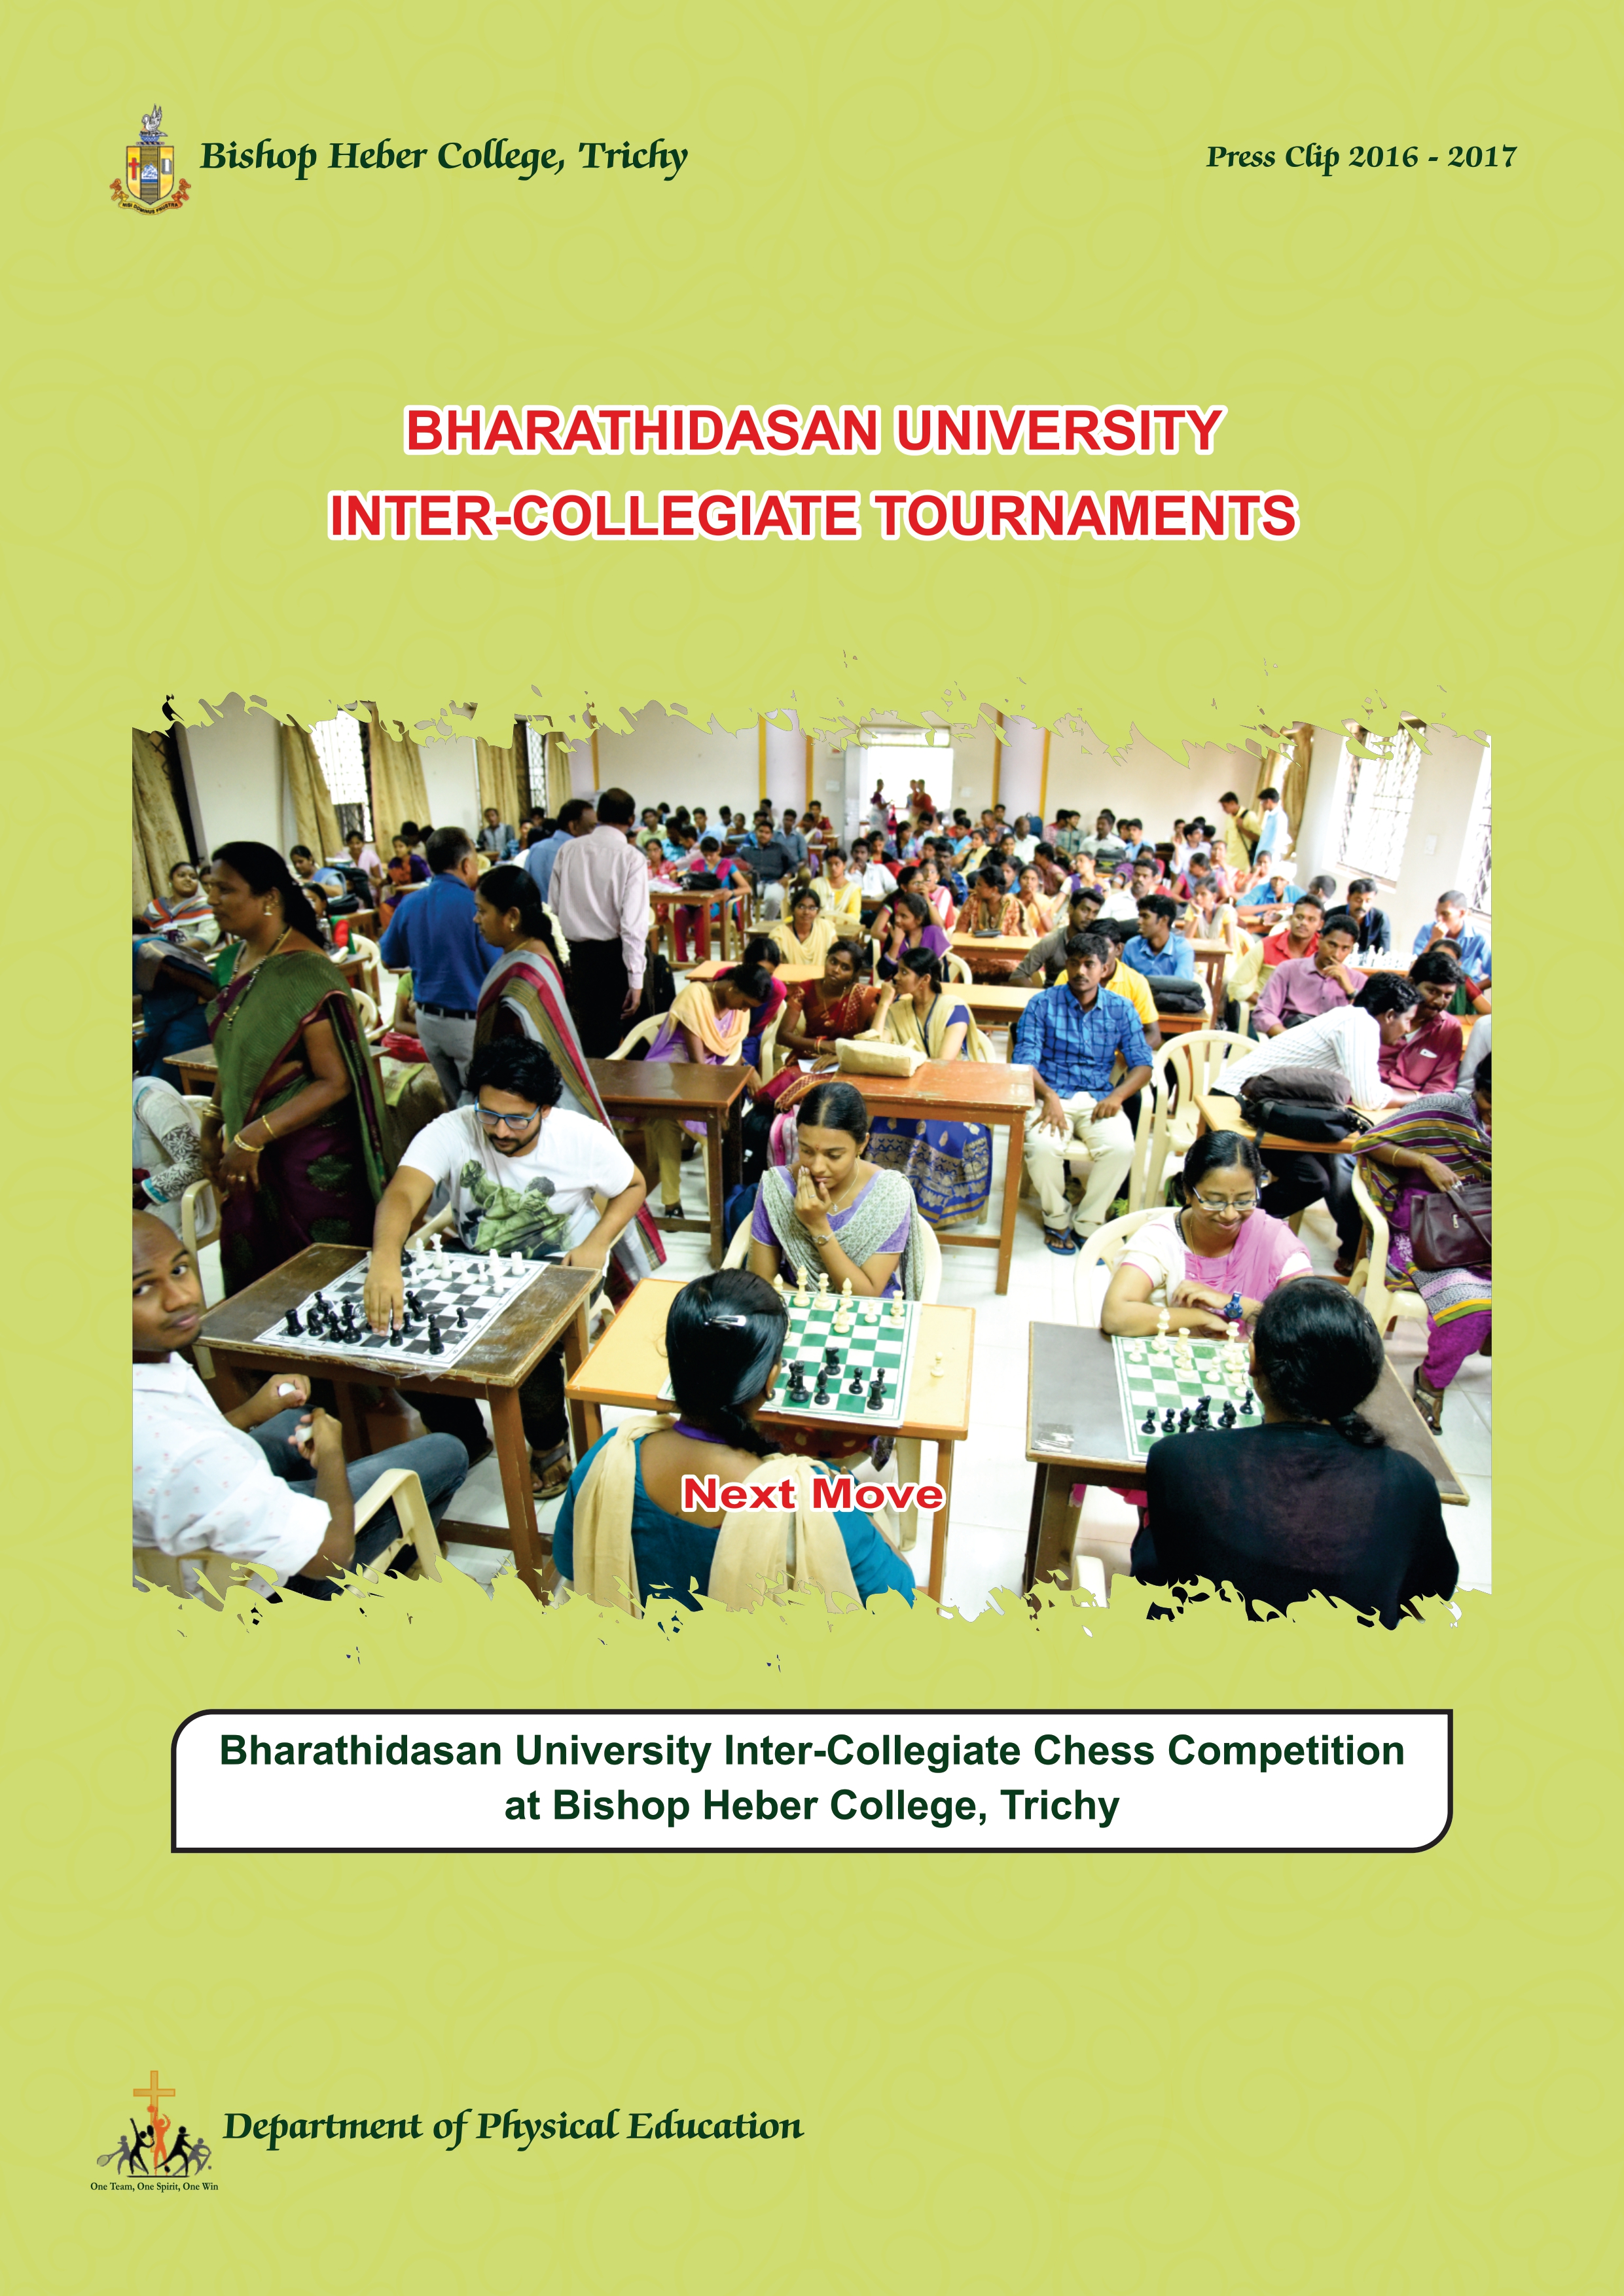 Bishop Heber College, Trichy
Press Clip 2016 - 2017
BHARATHIDASAN UNIVERSITY
INTER-COLLEGIATE TOURNAMENTS
Next Move
Bharathidasan University Inter-Collegiate Chess Competition
at Bishop Heber College, Trichy
Department of Physical Education
One Team, One Spirit, One Win